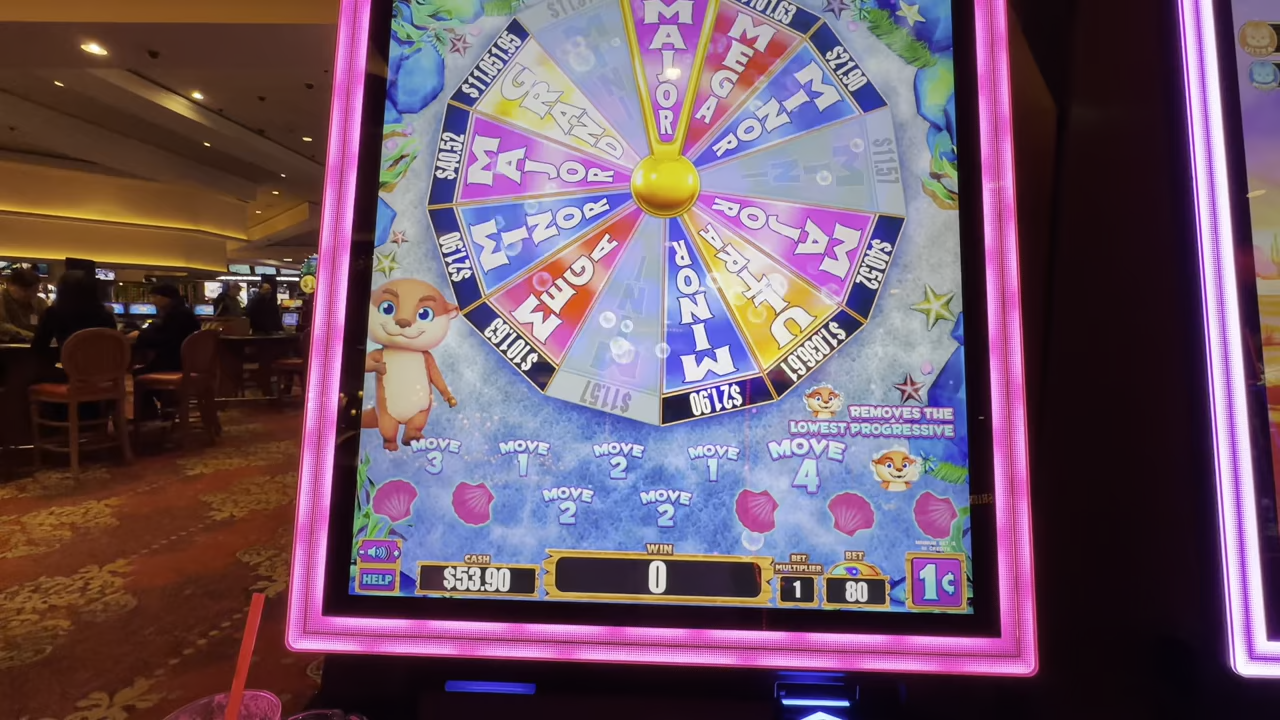 MAJOR
MEGA
$101.63
MINOR
$21.90
MINI
$11.57
MAJOR
$40.52
ULTRA
$1,036.61
MINOR
$21.90
MINI
$11.57
MEGA
$101.63
MINOR
$21.90
MAJOR
$40.52
GRAND
$11,051.95
REMOVES THE
LOWEST PROGRESSIVE
MOVE
3
MOVE
1
MOVE
2
MOVE
1
MOVE
4
MOVE
2
MOVE
2
HELP
CASH
$53.90
WIN
0
BET
MULTIPLIER
1
BET
80
1¢
ULTRA